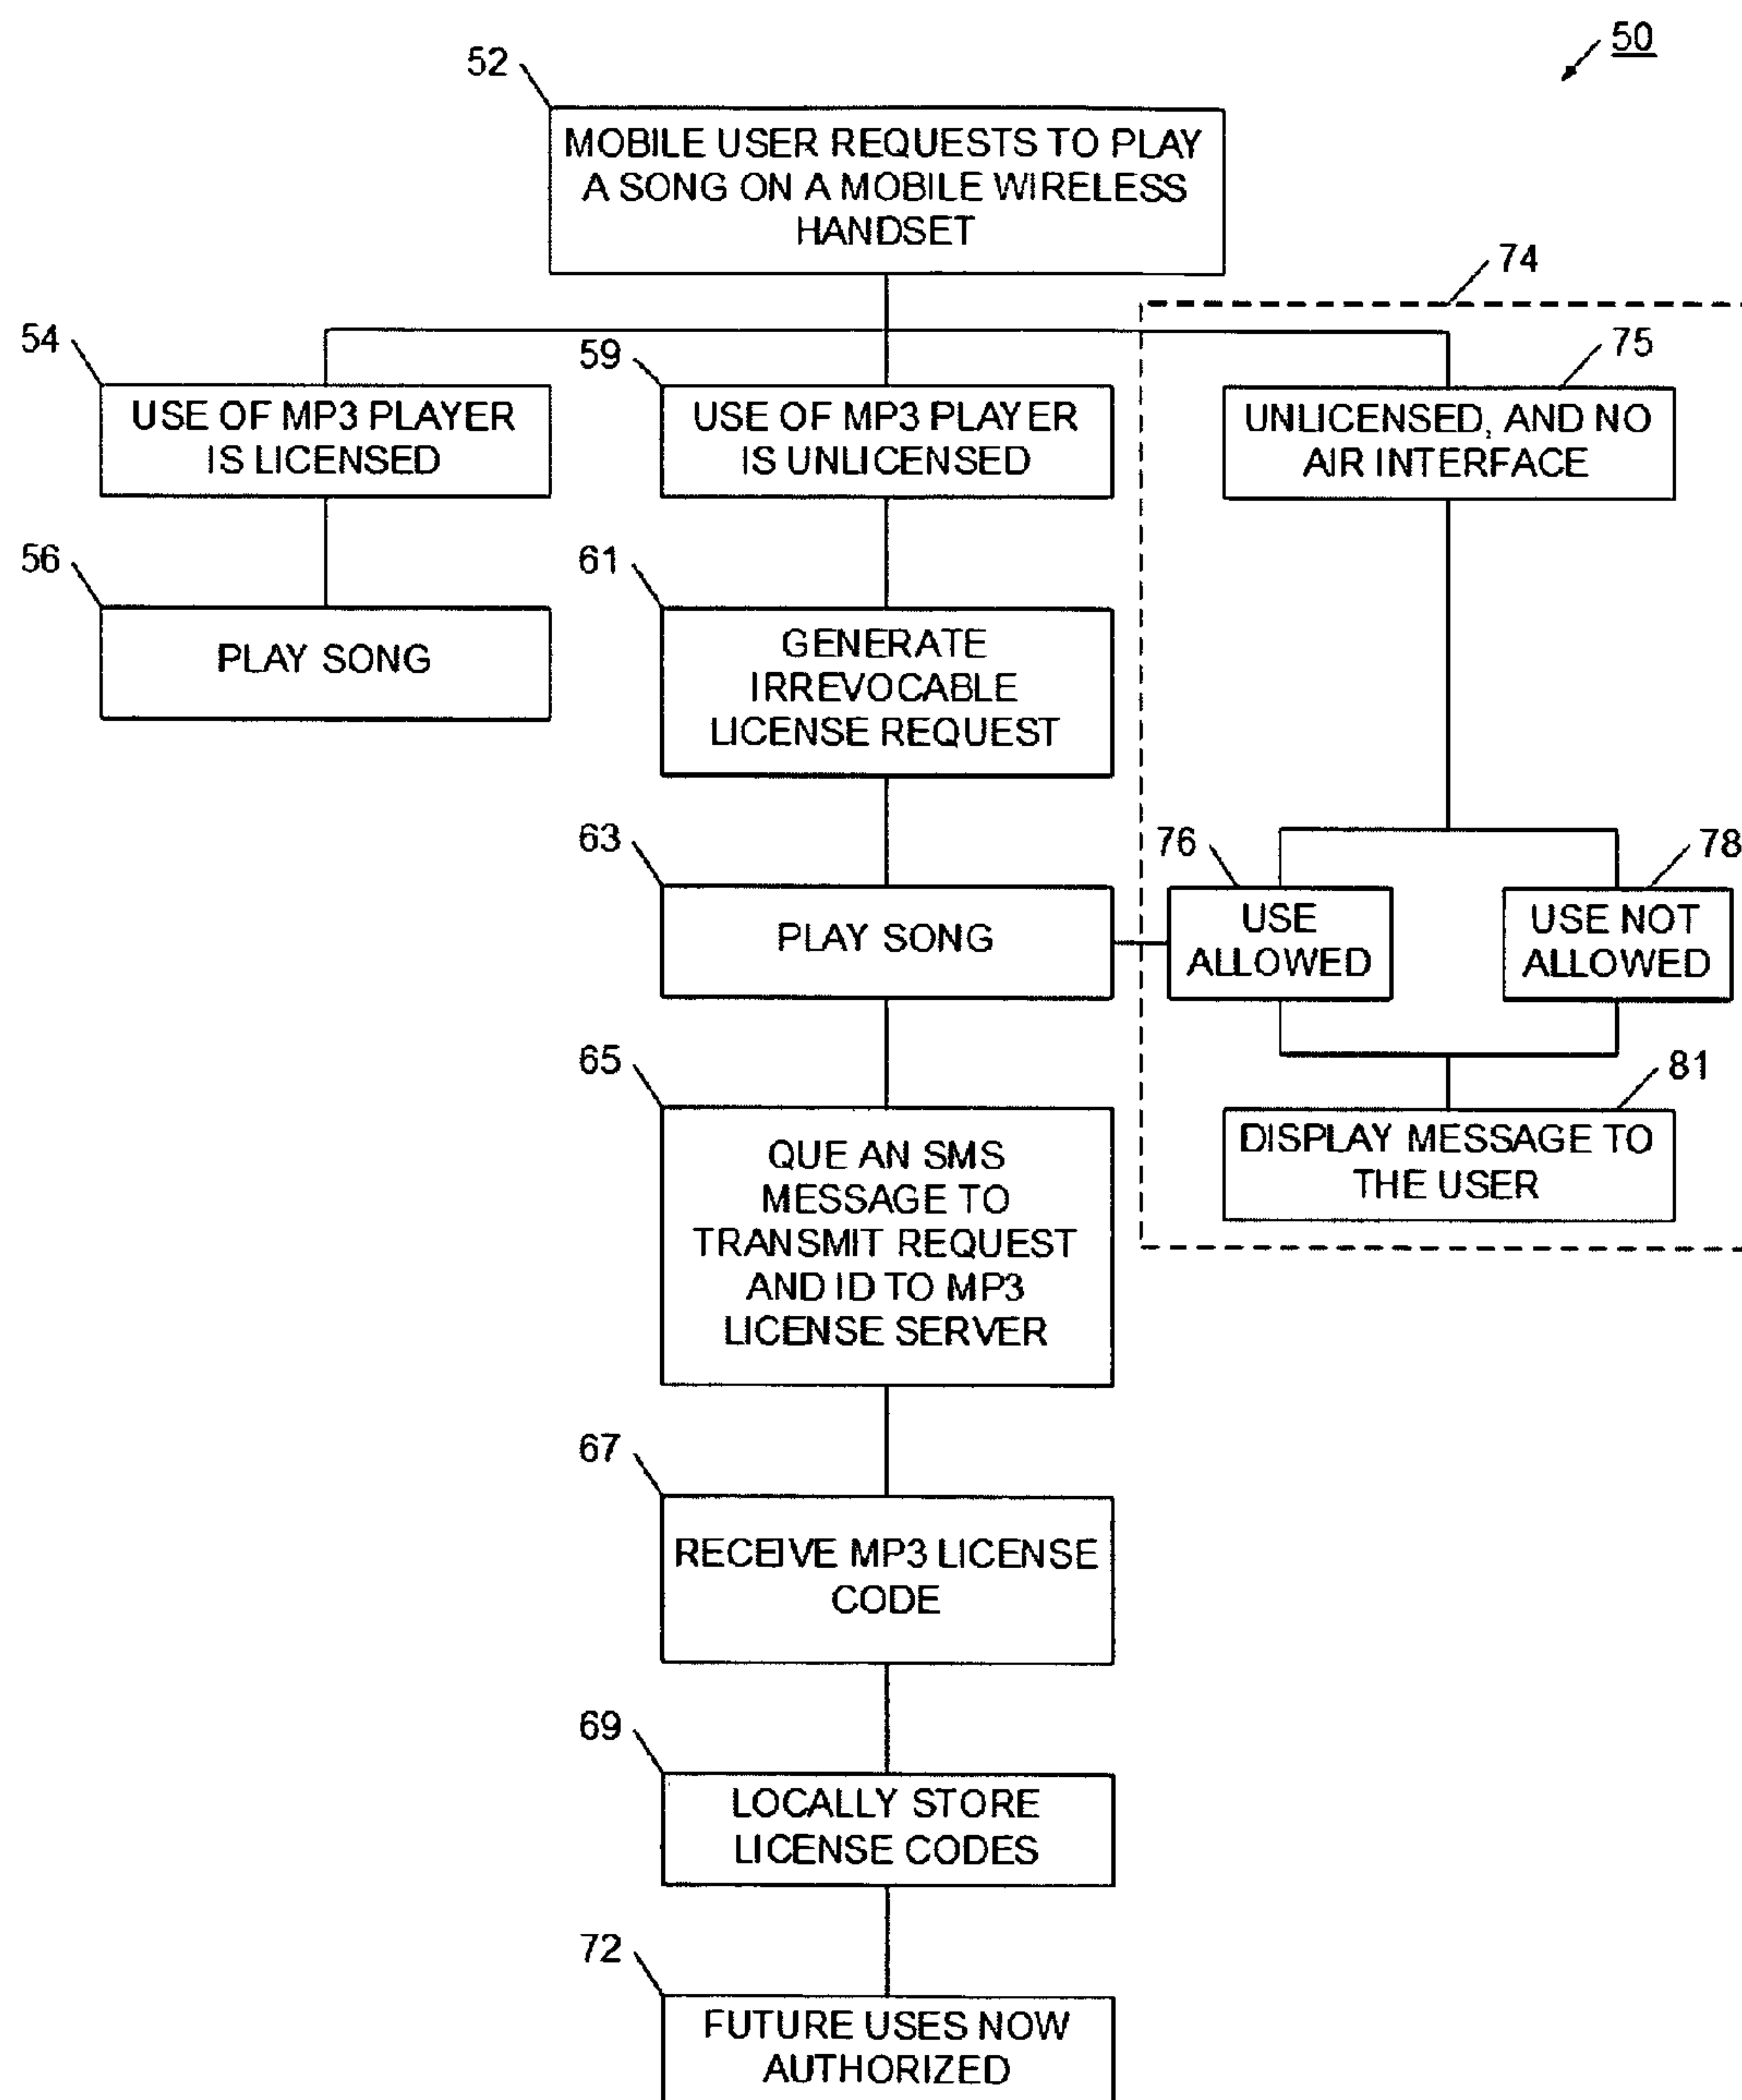 50
52
MOBILE USER REQUESTS TO PLAY
A SONG ON A MOBILE WIRELESS
HANDSET
54
USE OF MP3 PLAYER
IS LICENSED
56
PLAY SONG
59
USE OF MP3 PLAYER
IS UNLICENSED
61
GENERATE
IRREVOCABLE
LICENSE REQUEST
63
PLAY SONG
65
QUE AN SMS
MESSAGE TO
TRANSMIT REQUEST
AND ID TO MP3
LICENSE SERVER
67
RECEIVE MP3 LICENSE
CODE
69
LOCALLY STORE
LICENSE CODES
72
FUTURE USES NOW
AUTHORIZED
74
75
UNLICENSED, AND NO
AIR INTERFACE
76
USE
ALLOWED
78
USE NOT
ALLOWED
81
DISPLAY MESSAGE TO
THE USER